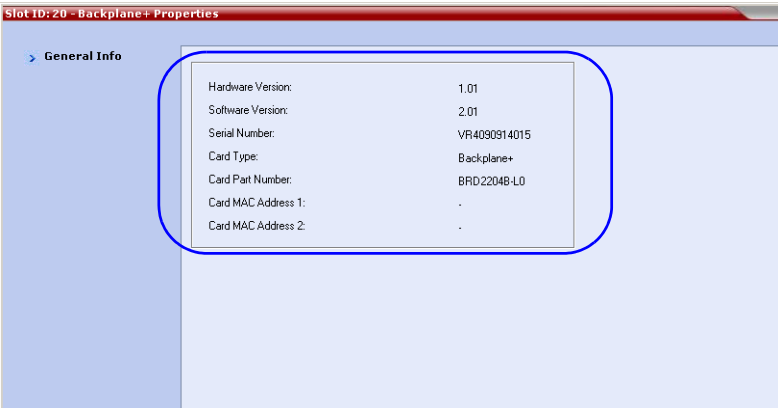 Slot ID: 20 - Backplane+ Properties
General Info
Hardware Version: 1.01
Software Version: 2.01
Serial Number: VR4090914015
Card Type: Backplane+
Card Part Number: BRD2204B-L0
Card MAC Address 1: -
Card MAC Address 2: -